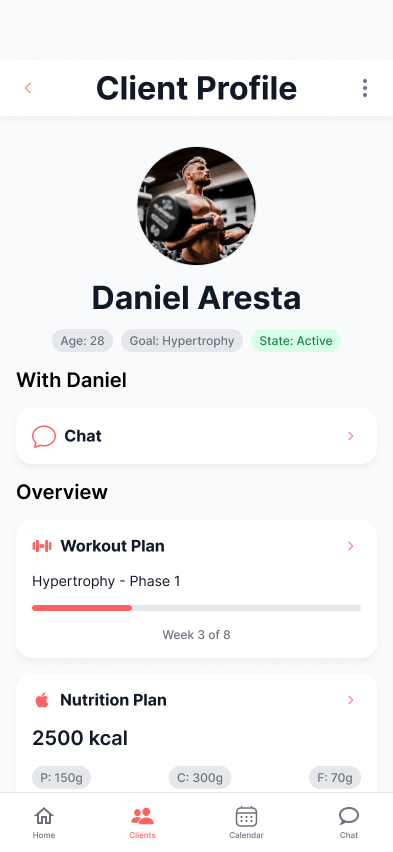 Client Profile
Daniel Aresta
Age: 28 Goal: Hypertrophy State: Active
With Daniel
Chat
Overview
Workout Plan
Hypertrophy - Phase 1
Week 3 of 8
Nutrition Plan
2500 kcal
P: 150g C: 300g F: 70g
Home Clients Calendar Chat